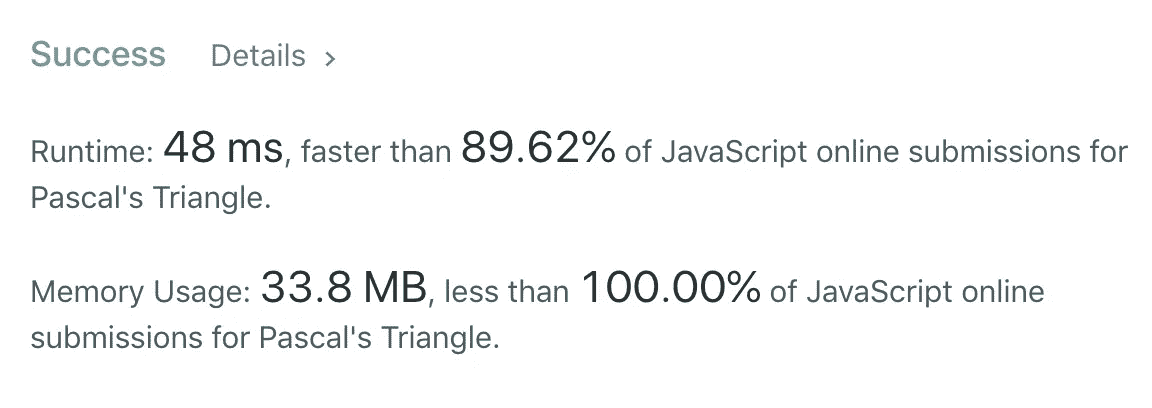 Success Details >
Runtime: 48 ms, faster than 89.62% of JavaScript online submissions for
Pascal's Triangle.
Memory Usage: 33.8 MB, less than 100.00% of JavaScript online
submissions for Pascal's Triangle.